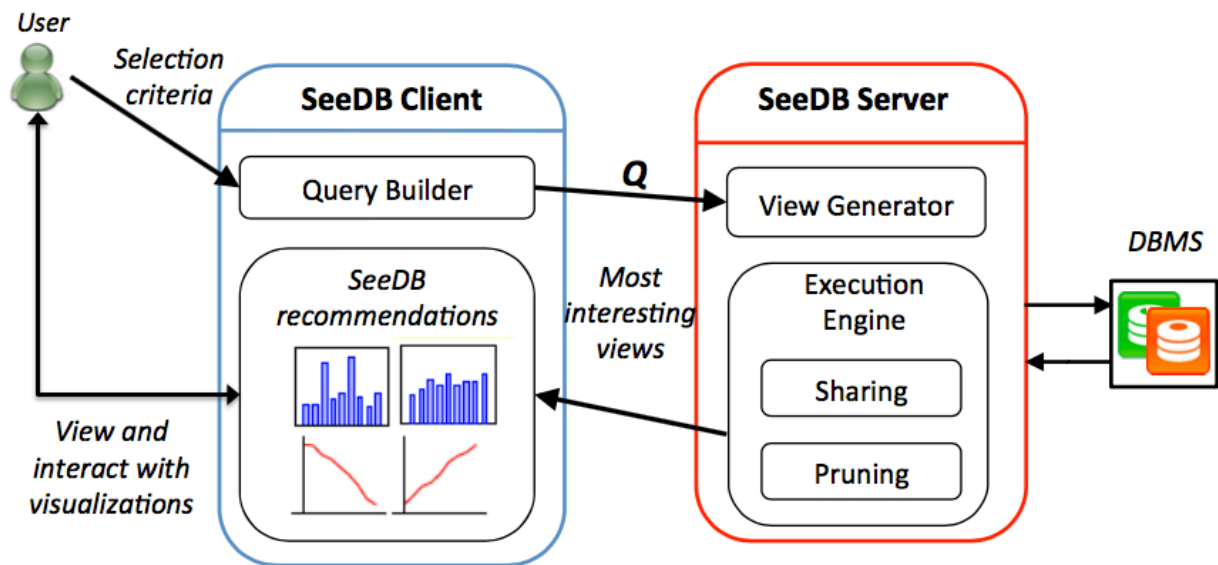 User
Selection
criteria
SeeDB Client
SeeDB Server
Query Builder
Q
View Generator
DBMS
SeeDB
recommendations
Most
interesting
views
Execution
Engine
Sharing
Pruning
View and
interact with
visualizations